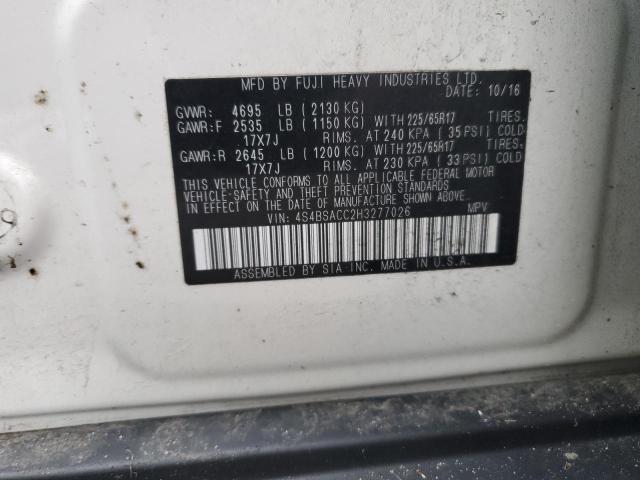 MFD BY FUJI HEAVY INDUSTRIES LTD.
DATE: 10/16
GVWR: 4695 LB (2130 KG)
GAWR:F 2535 LB (1150 KG) WITH 225/65R17 TIRES.
17X7J RIMS. AT 240 KPA (35 PSI) COLD
GAWR:R 2645 LB (1200 KG) WITH 225/65R17 TIRES.
17X7J RIMS. AT 230 KPA (33 PSI) COLD
THIS VEHICLE CONFORMS TO ALL APPLICABLE FEDERAL MOTOR
VEHICLE SAFETY AND THEFT PREVENTION STANDARDS
IN EFFECT ON THE DATE OF MANUFACTURE SHOWN ABOVE.
VIN: 4S4BSACC2H3277026 MPV
ASSEMBLED BY SIA INC. MADE IN U.S.A.